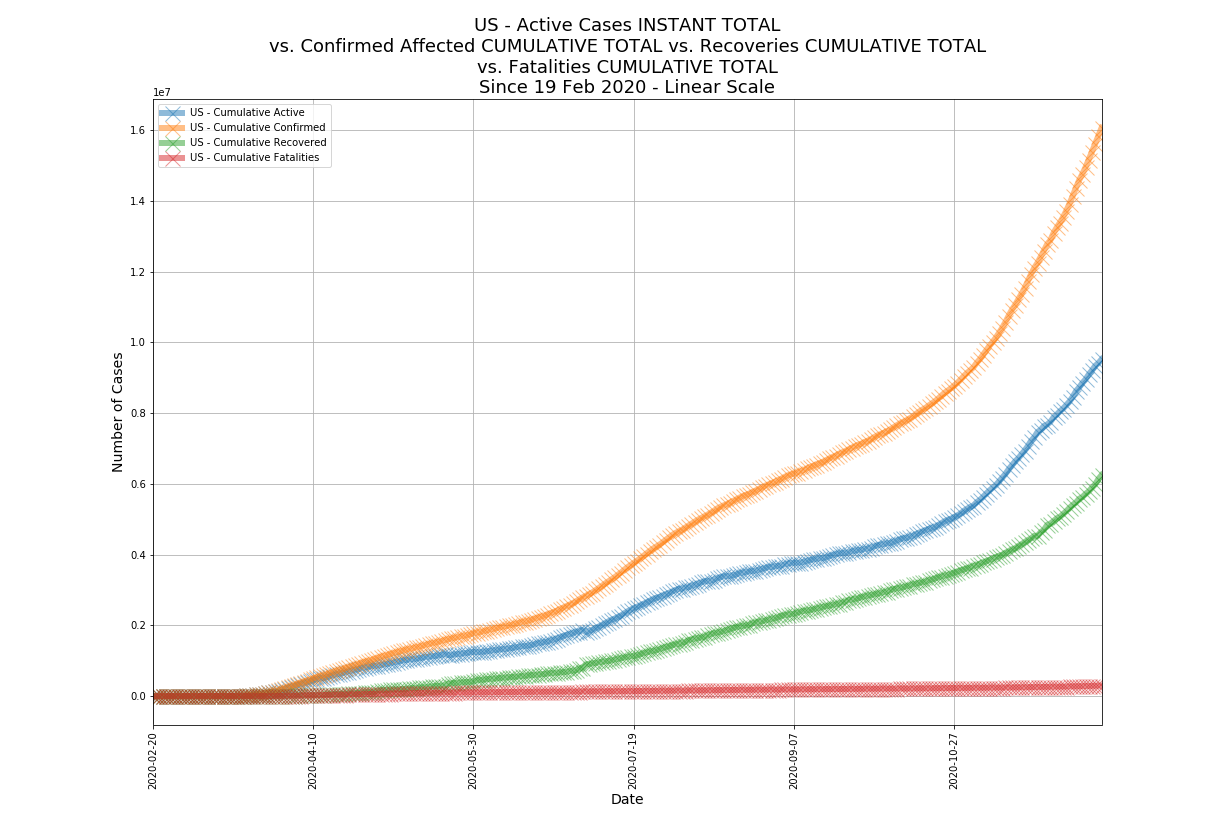 US - Active Cases INSTANT TOTAL
vs. Confirmed Affected CUMULATIVE TOTAL vs. Recoveries CUMULATIVE TOTAL
vs. Fatalities CUMULATIVE TOTAL
Since 19 Feb 2020 - Linear Scale
1e7
US - Cumulative Active
US - Cumulative Confirmed
US - Cumulative Recovered
US - Cumulative Fatalities
1.6
1.4
1.2
1.0
0.8
0.6
0.4
0.2
0.0
Number of Cases
2020-02-20
2020-04-10
2020-05-30
2020-07-19
2020-09-07
2020-10-27
Date